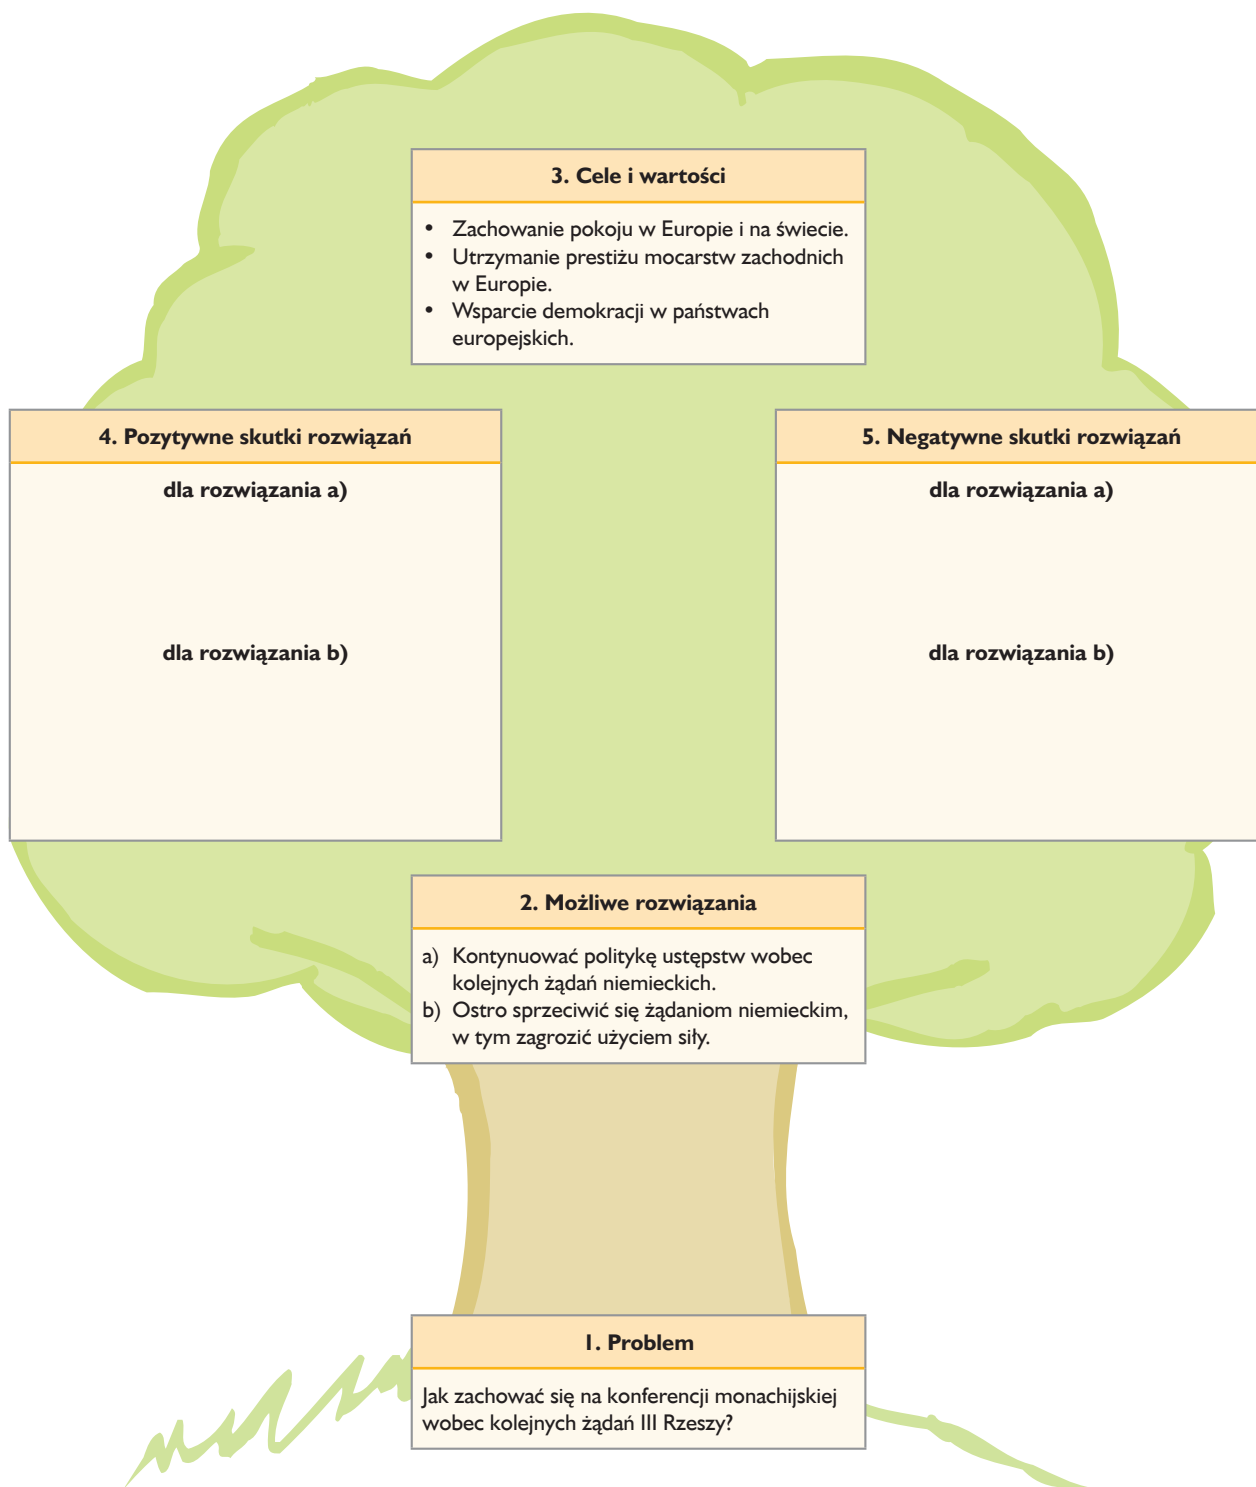 3. Cele i wartości
• Zachowanie pokoju w Europie i na świecie.
• Utrzymanie prestiżu mocarstw zachodnich
w Europie.
• Wsparcie demokracji w państwach
europejskich.
4. Pozytywne skutki rozwiązań
dla rozwiązania a)
dla rozwiązania b)
5. Negatywne skutki rozwiązań
dla rozwiązania a)
dla rozwiązania b)
2. Możliwe rozwiązania
a) Kontynuować politykę ustępstw wobec
kolejnych żądań niemieckich.
b) Ostro sprzeciwić się żądaniom niemieckim,
w tym zagrozić użyciem siły.
1. Problem
Jak zachować się na konferencji monachijskiej
wobec kolejnych żądań III Rzeszy?